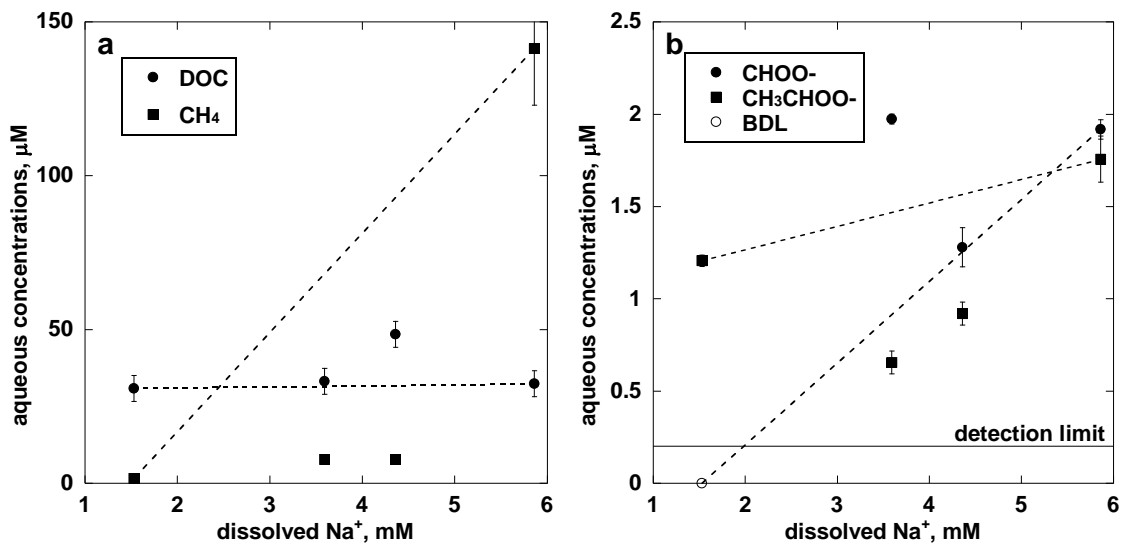 a
DOC
CH₄
150
100
50
0
1 2 3 4 5 6
aqueous concentrations, μM
dissolved Na⁺, mM
b
CHOO-
CH₃CHOO-
BDL
2.5
2
1.5
1
0.5
0
detection limit
1 2 3 4 5 6
aqueous concentrations, μM
dissolved Na⁺, mM